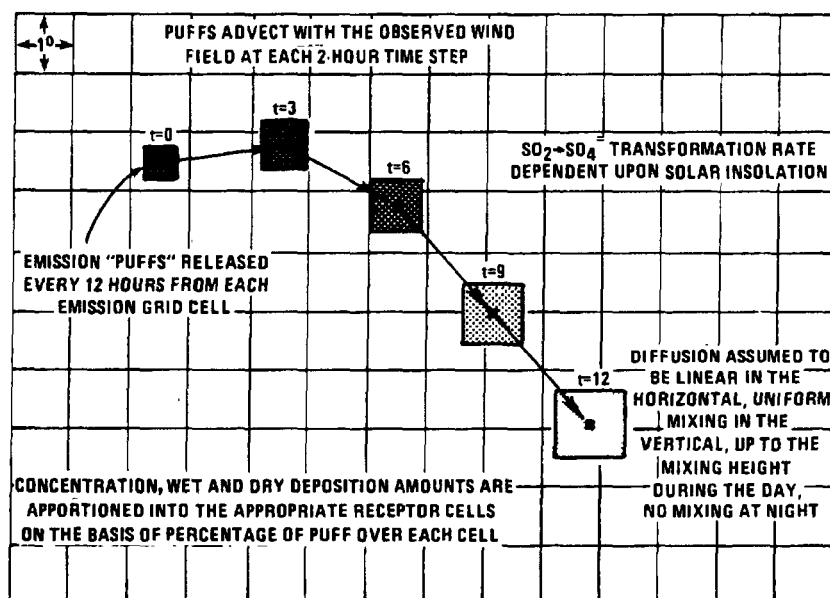 1º
PUFFS ADVECT WITH THE OBSERVED WIND
FIELD AT EACH 2-HOUR TIME STEP
t=0
t=3
t=6
SO₂→SO₄⁼ TRANSFORMATION RATE
DEPENDENT UPON SOLAR INSOLATION
EMISSION "PUFFS" RELEASED
EVERY 12 HOURS FROM EACH
EMISSION GRID CELL
t=9
t=12
DIFFUSION ASSUMED TO
BE LINEAR IN THE
HORIZONTAL, UNIFORM
MIXING IN THE
VERTICAL, UP TO THE
MIXING HEIGHT
DURING THE DAY,
NO MIXING AT NIGHT
CONCENTRATION, WET AND DRY DEPOSITION AMOUNTS ARE
APPORTIONED INTO THE APPROPRIATE RECEPTOR CELLS
ON THE BASIS OF PERCENTAGE OF PUFF OVER EACH CELL